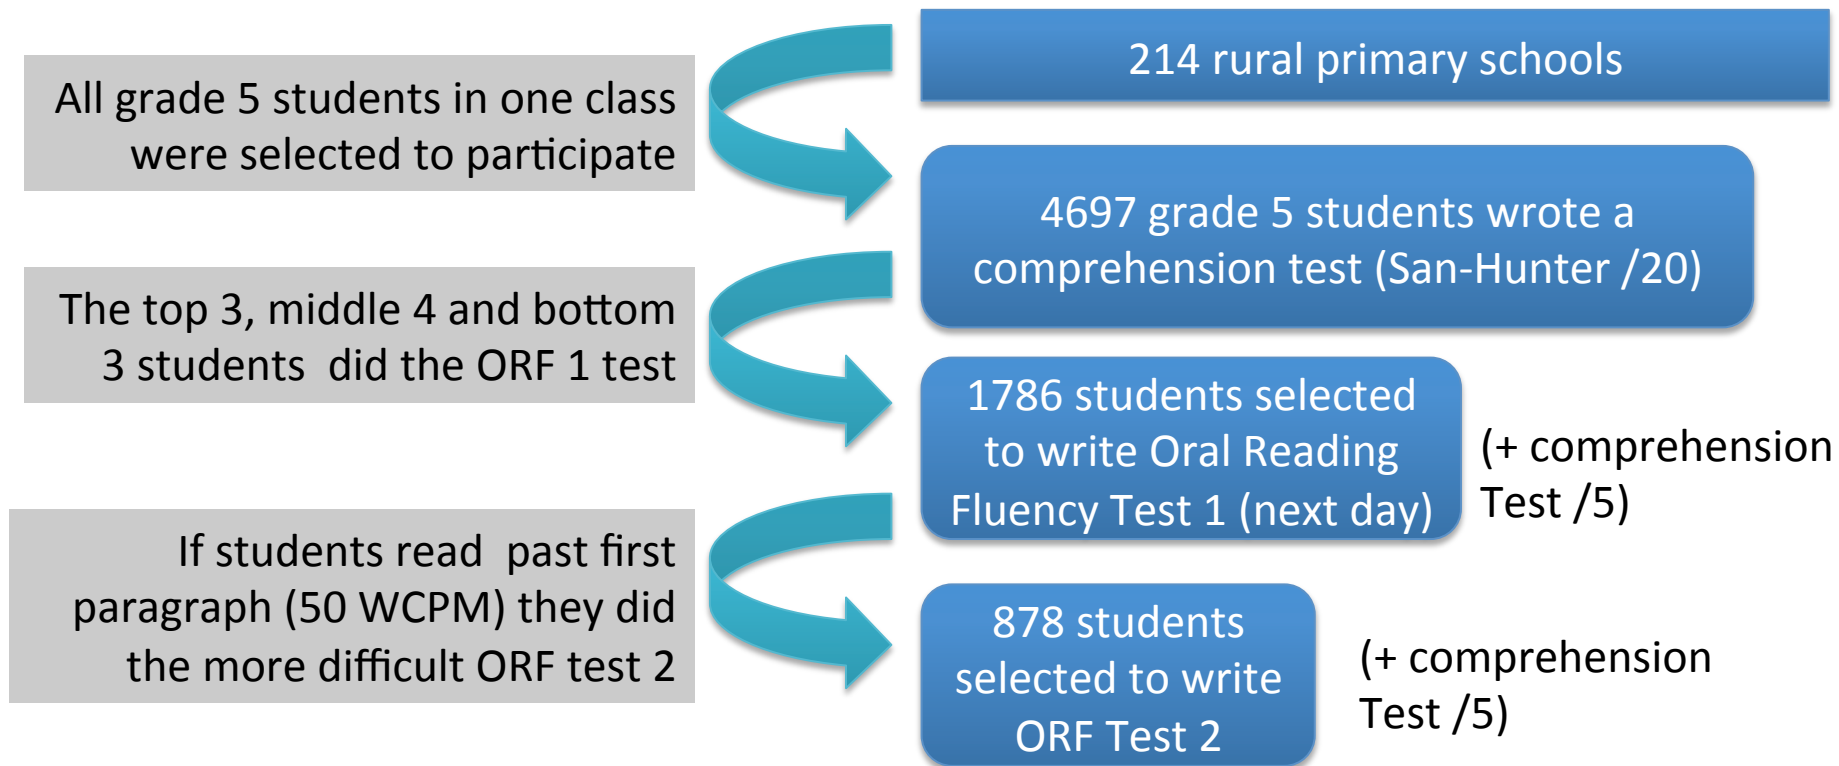 214 rural primary schools
All grade 5 students in one class
were selected to participate
4697 grade 5 students wrote a
comprehension test (San-Hunter /20)
The top 3, middle 4 and bottom
3 students  did the ORF 1 test
1786 students selected
to write Oral Reading
Fluency Test 1 (next day)
(+ comprehension
Test /5)
If students read  past first
paragraph (50 WCPM) they did
the more difficult ORF test 2
878 students
selected to write
ORF Test 2
(+ comprehension
Test /5)